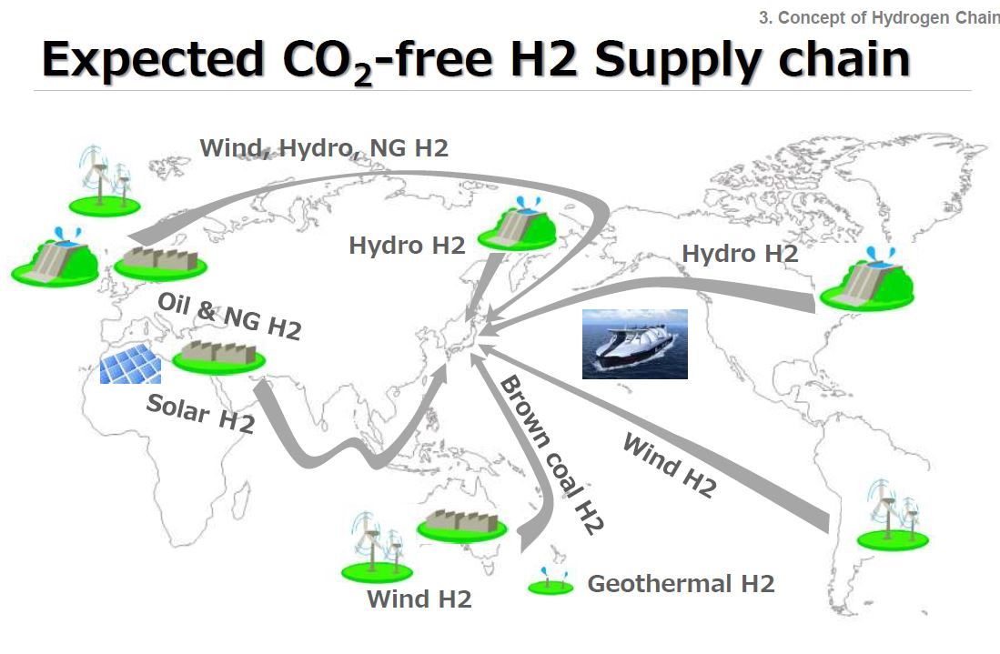 3. Concept of Hydrogen Chain
Expected CO₂-free H2 Supply chain
Wind, Hydro, NG H2
Hydro H2
Hydro H2
Oil & NG H2
Solar H2
Brown coal H2
Wind H2
Wind H2
Geothermal H2